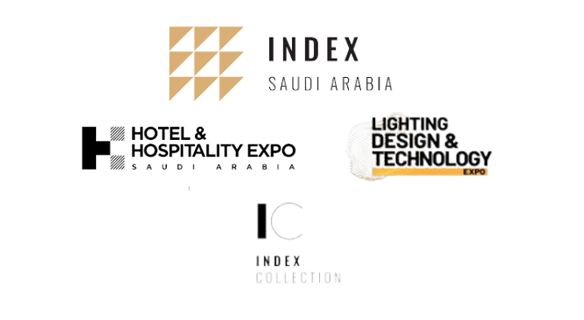 INDEX
SAUDI ARABIA
HOTEL &
HOSPITALITY EXPO
SAUDI ARABIA
LIGHTING
DESIGN &
TECHNOLOGY
EXPO
IC
INDEX
COLLECTION